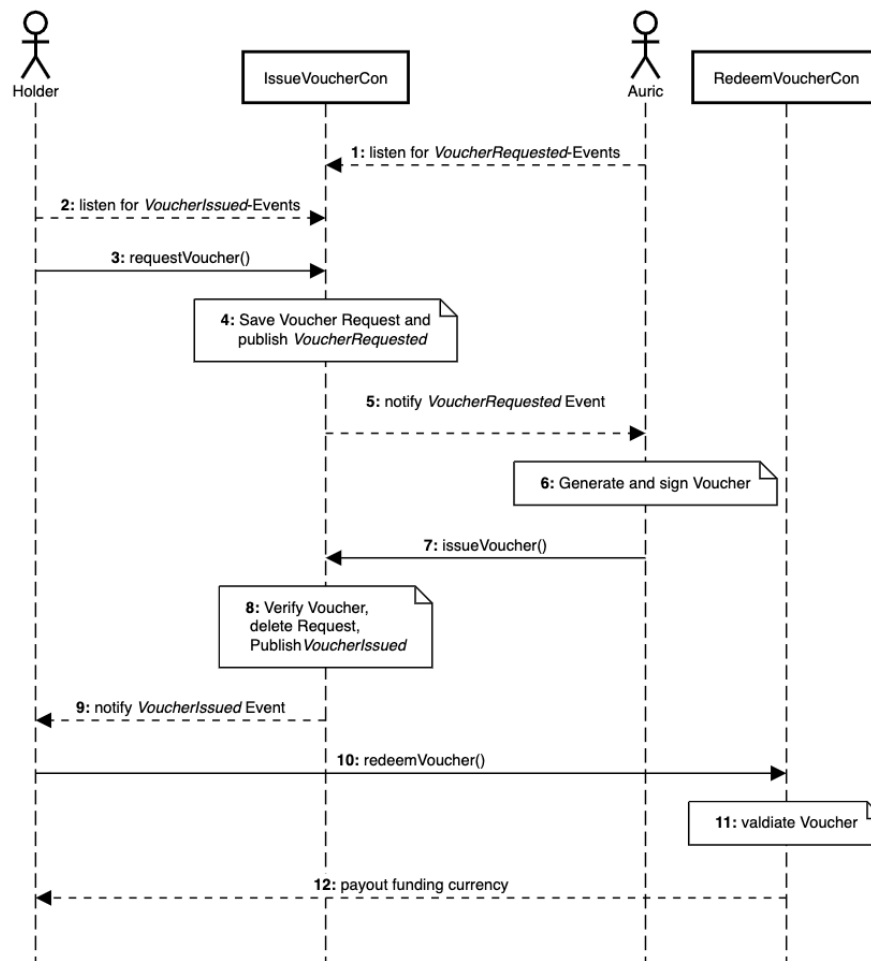 Holder
IssueVoucherCon
Auric
RedeemVoucherCon
1: listen for VoucherRequested-Events
2: listen for VoucherIssued-Events
3: requestVoucher()
4: Save Voucher Request and
publish VoucherRequested
5: notify VoucherRequested Event
6: Generate and sign Voucher
7: issueVoucher()
8: Verify Voucher,
delete Request,
PublishVoucherIssued
9: notify VoucherIssued Event
10: redeemVoucher()
11: valdiate Voucher
12: payout funding currency